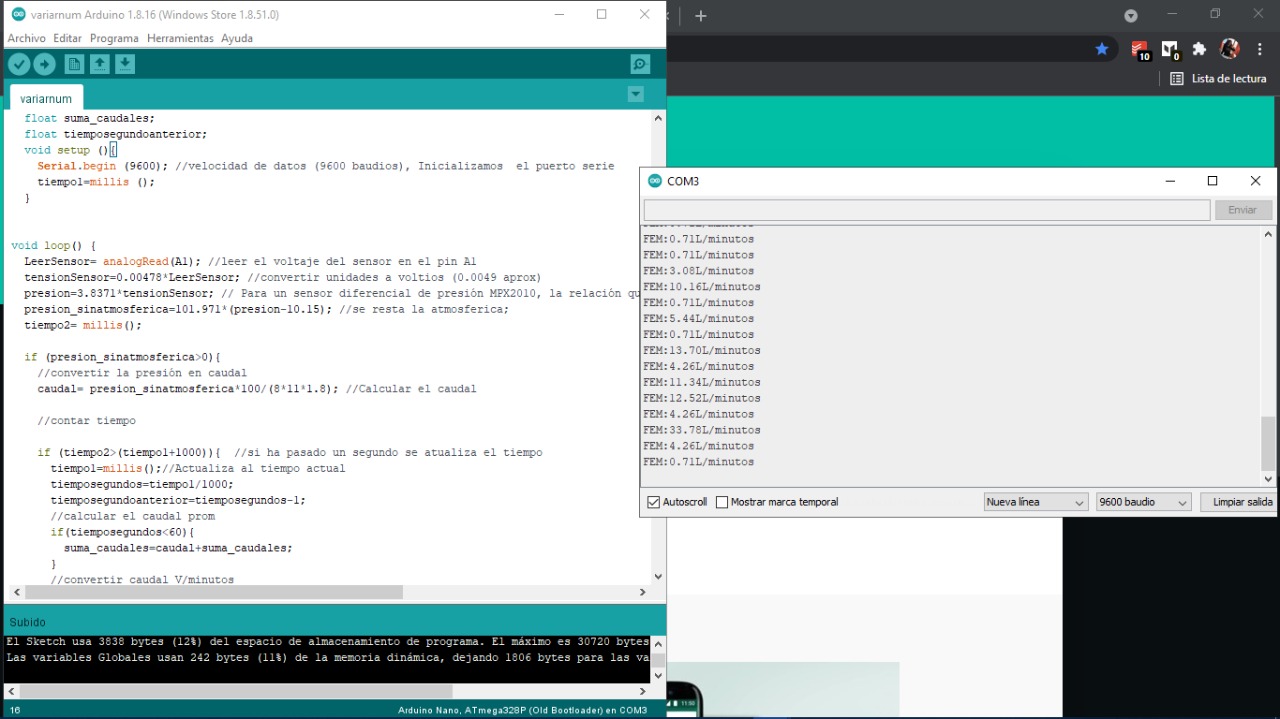 variarnum Arduino 1.8.16 (Windows Store 1.8.51.0)
Archivo Editar Programa Herramientas Ayuda
variarnum
float suma_caudales;
float tiemposegundoanterior;
void setup (){
Serial.begin (9600); //velocidad de datos (9600 baudios), Inicializamos  el puerto serie
tiempo1=millis ();
}
void loop() {
LeerSensor= analogRead(A1); //leer el voltaje del sensor en el pin A1
tensionSensor=0.00478*LeerSensor; //convertir unidades a voltios (0.0049 aprox)
presion=3.8371*tensionSensor; // Para un sensor diferencial de presión MPX2010, la relación qu
presion_sinatmosferica=101.971*(presion-10.15); //se resta la atmosferica;
tiempo2= millis();
if (presion_sinatmosferica>0){
//convertir la presión en caudal
caudal= presion_sinatmosferica*100/(8*11*1.8); //Calcular el caudal
//contar tiempo
if (tiempo2>(tiempo1+1000)){  //si ha pasado un segundo se atualiza el tiempo
tiempo1=millis();//Actualiza al tiempo actual
tiemposegundos=tiempo1/1000;
tiemposegundoanterior=tiemposegundos-1;
//calcular el caudal prom
if(tiemposegundos<60){
suma_caudales=caudal+suma_caudales;
}
//convertir caudal V/minutos
Subido
El Sketch usa 3838 bytes (12%) del espacio de almacenamiento de programa. El máximo es 30720 bytes
Las variables Globales usan 242 bytes (11%) de la memoria dinámica, dejando 1806 bytes para las va
16
Arduino Nano, ATmega328P (Old Bootloader) en COM3
10
0
Lista de lectura
COM3
Enviar
FEM:0.71L/minutos
FEM:0.71L/minutos
FEM:3.08L/minutos
FEM:10.16L/minutos
FEM:0.71L/minutos
FEM:5.44L/minutos
FEM:0.71L/minutos
FEM:13.70L/minutos
FEM:4.26L/minutos
FEM:11.34L/minutos
FEM:12.52L/minutos
FEM:4.26L/minutos
FEM:33.78L/minutos
FEM:4.26L/minutos
FEM:0.71L/minutos
Autoscroll
Mostrar marca temporal
Nueva línea
9600 baudio
Limpiar salida
11:50